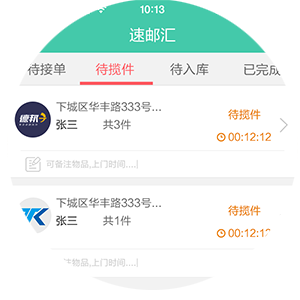 10:13
速邮汇
待接单 待揽件 待入库 已完成
下城区华丰路333号...
待揽件
德邦
张三 共3件
00:12:12
可备注物品,上门时间....
下城区华丰路333号...
待揽件
张三 共1件
00:12:12
注物品,上门时间....